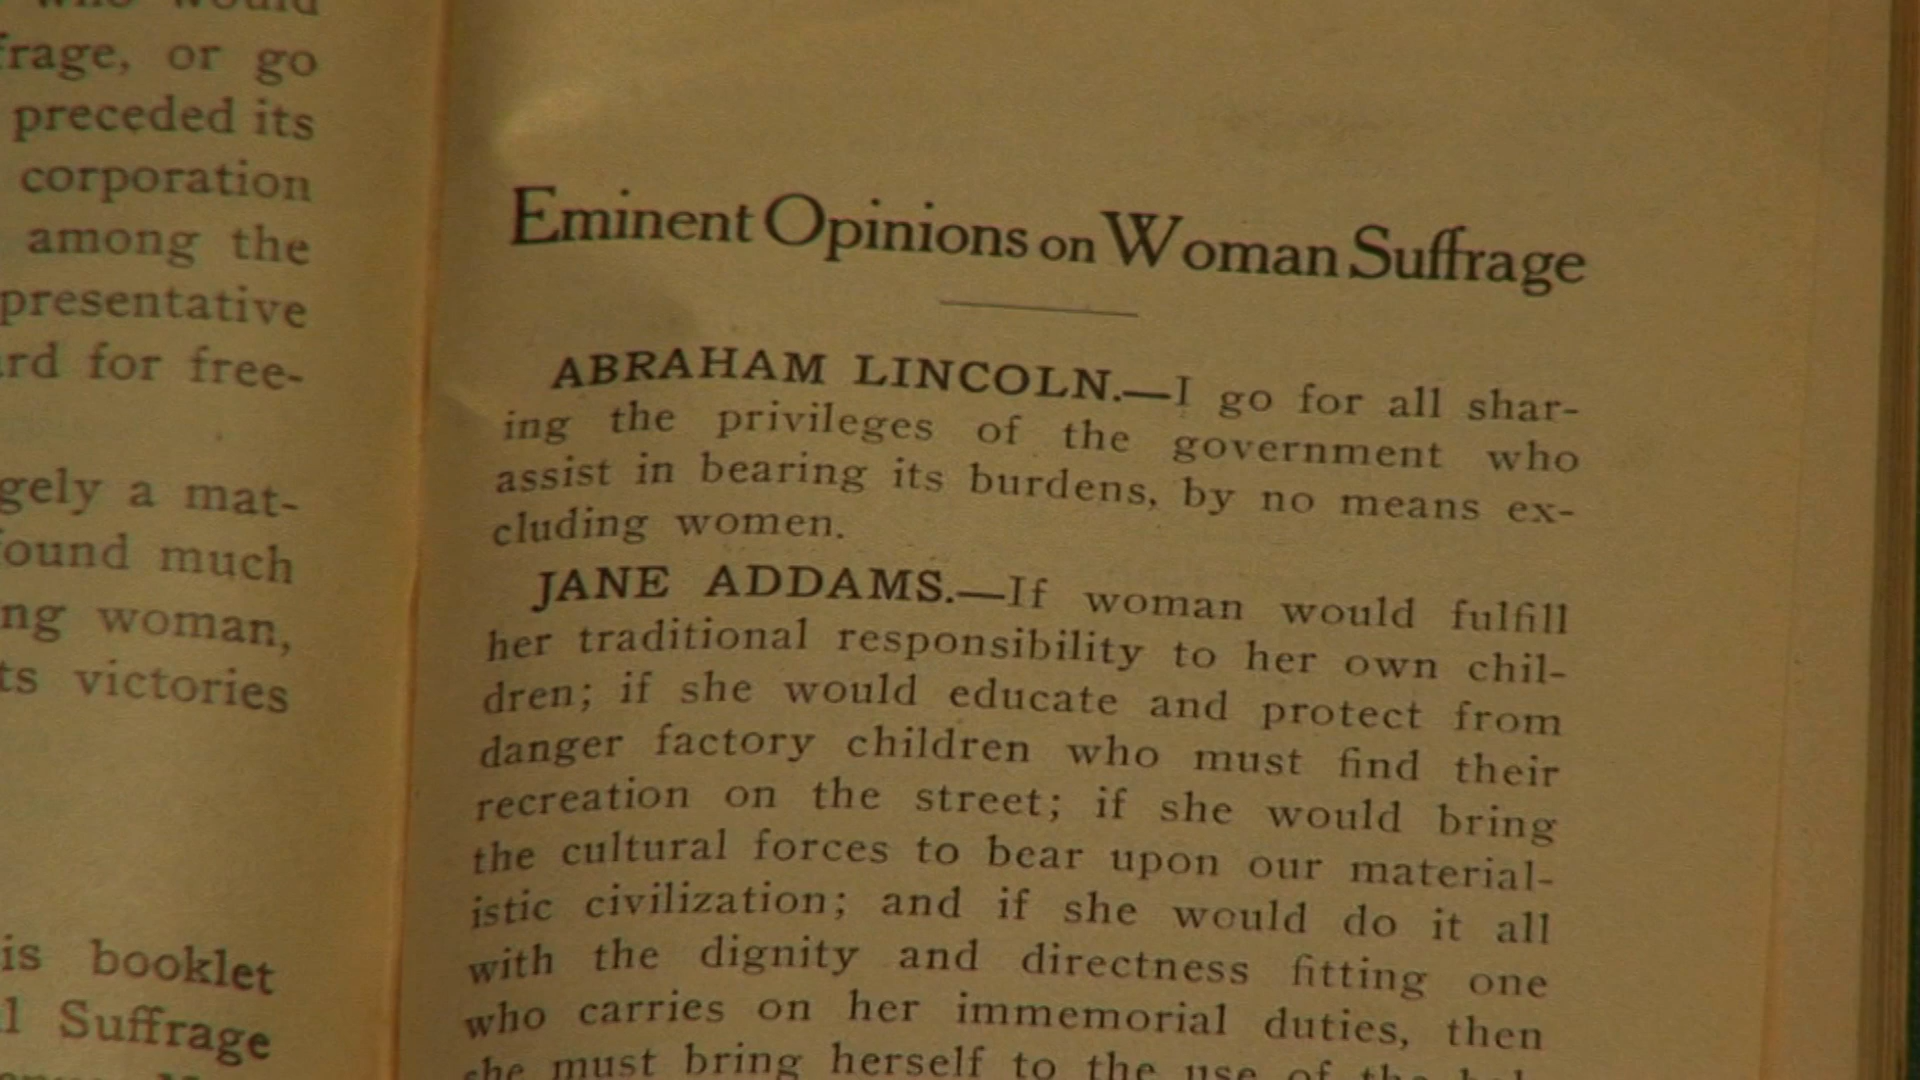 who would
frage, or go
preceded its
corporation
among the
presentative
rd for free-
gely a mat-
found much
ng woman,
ts victories
is booklet
l Suffrage
Eminent Opinions on Woman Suffrage
ABRAHAM LINCOLN.—I go for all shar-
ing the privileges of the government who
assist in bearing its burdens, by no means ex-
cluding women.
JANE ADDAMS.—If woman would fulfill
her traditional responsibility to her own chil-
dren; if she would educate and protect from
danger factory children who must find their
recreation on the street; if she would bring
the cultural forces to bear upon our material-
istic civilization; and if she would do it all
with the dignity and directness fitting one
who carries on her immemorial duties, then
she must bring herself to the use of the bal-